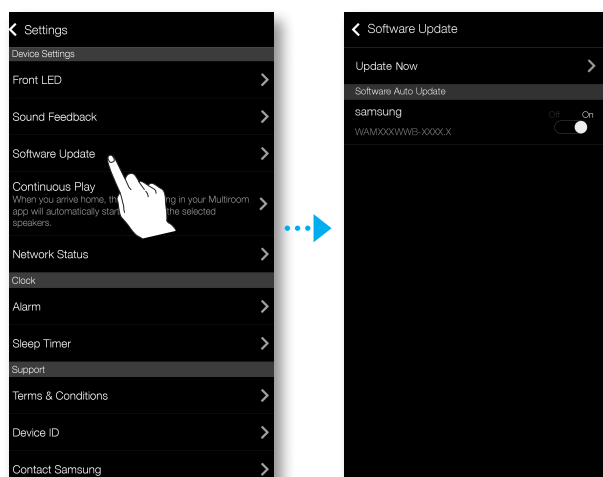 Settings
Device Settings
Front LED
Sound Feedback
Software Update
Continuous Play
When you arrive home, th ng in your Multiroom
app will automatically star the selected
speakers.
Network Status
Clock
Alarm
Sleep Timer
Support
Terms & Conditions
Device ID
Contact Samsung
Software Update
Update Now
Software Auto Update
samsung
Off On
WAMXXXWWB-XXXX.X